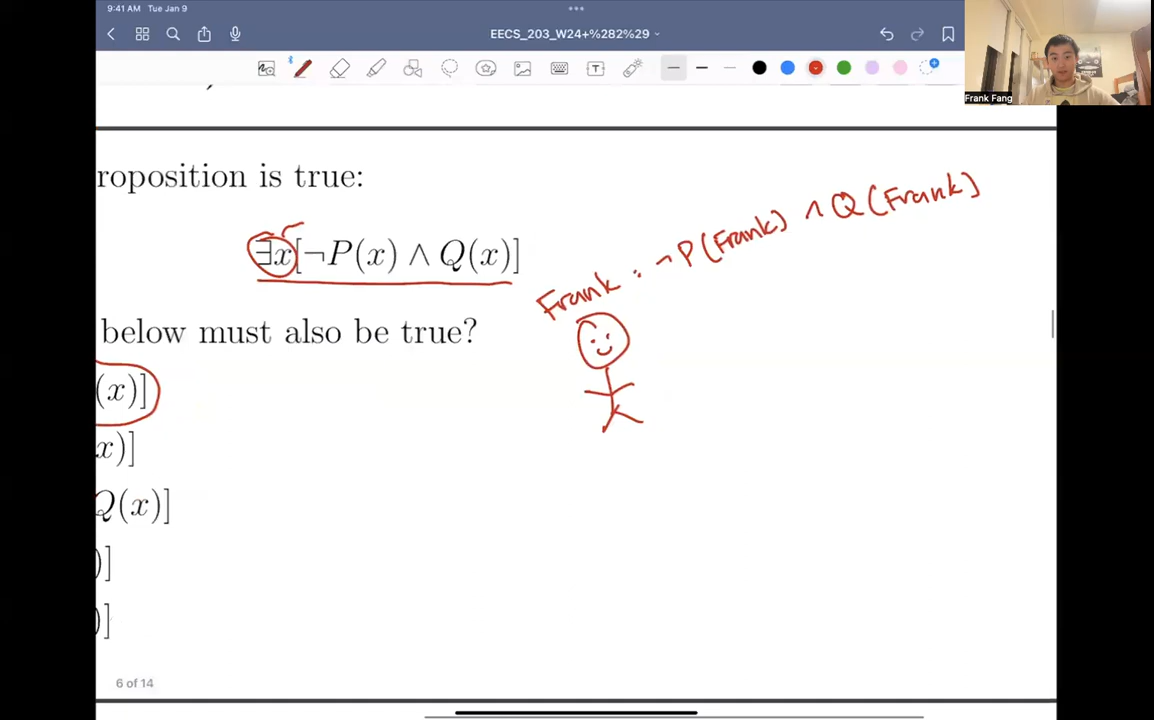 9:41 AM Tue Jan 9
EECS_203_W24+%282%29
Frank Fang
roposition is true:
∃x[¬P(x) ∧ Q(x)]
Frank : ¬P(Frank) ∧ Q(Frank)
below must also be true?
(x)]
x)]
Q(x)]
)]
)]
6 of 14